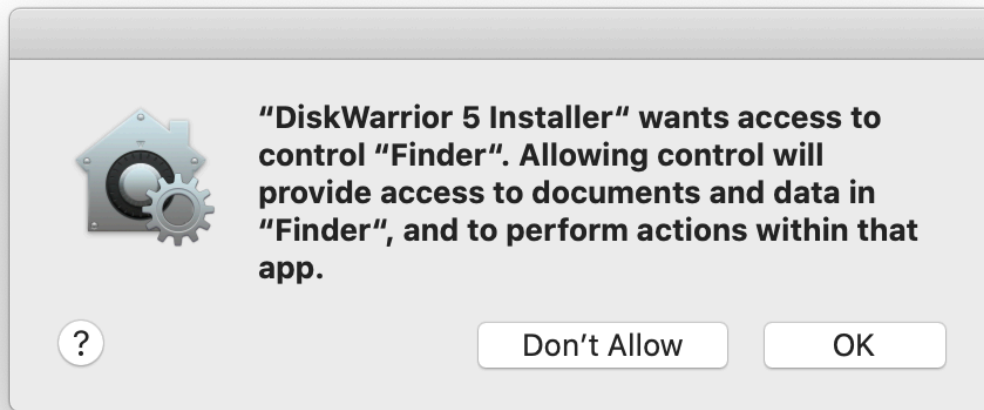 “DiskWarrior 5 Installer“ wants access to
control “Finder“. Allowing control will
provide access to documents and data in
“Finder“, and to perform actions within that
app.
? Don’t Allow OK